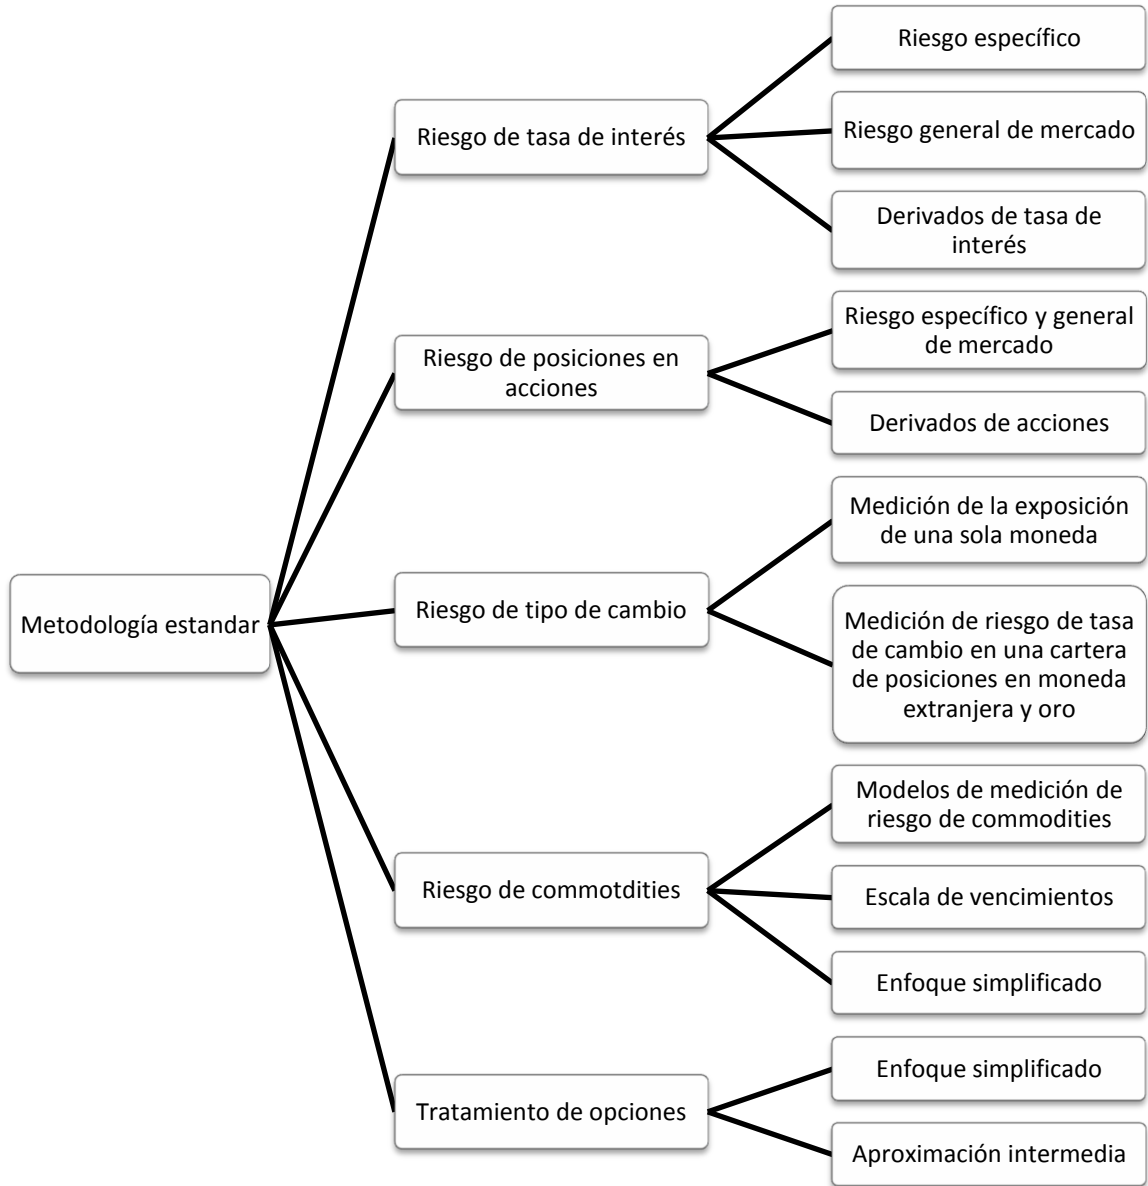 Metodología estandar
Riesgo de tasa de interés
Riesgo específico
Riesgo general de mercado
Derivados de tasa de
interés
Riesgo de posiciones en
acciones
Riesgo específico y general
de mercado
Derivados de acciones
Riesgo de tipo de cambio
Medición de la exposición
de una sola moneda
Medición de riesgo de tasa
de cambio en una cartera
de posiciones en moneda
extranjera y oro
Riesgo de commotdities
Modelos de medición de
riesgo de commodities
Escala de vencimientos
Enfoque simplificado
Tratamiento de opciones
Enfoque simplificado
Aproximación intermedia